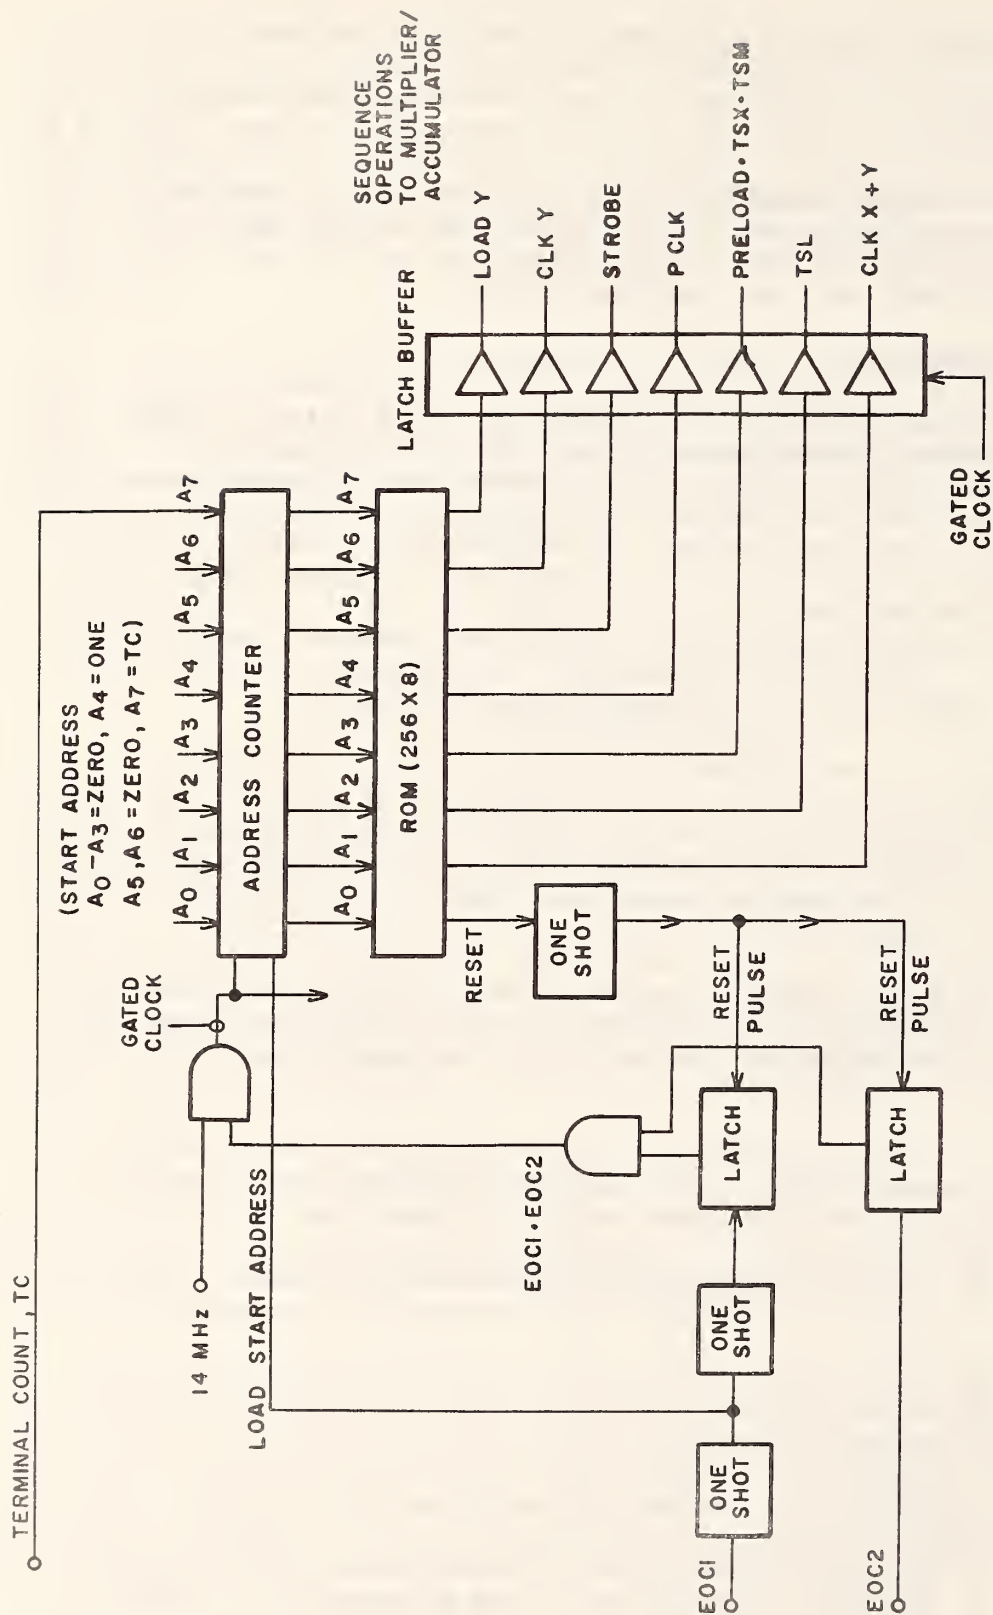 TERMINAL COUNT, TC
(START ADDRESS
A0-A3=ZERO, A4=ONE
A5, A6=ZERO, A7=TC)
A0 A1 A2 A3 A4 A5 A6 A7
14 MHz
GATED
CLOCK
ADDRESS COUNTER
LOAD START ADDRESS
A0 A1 A2 A3 A4 A5 A6 A7
ROM (256 X 8)
SEQUENCE
OPERATIONS
TO MULTIPLIER/
ACCUMULATOR
LATCH BUFFER
LOAD Y
CLK Y
STROBE
P CLK
PRELOAD•TSX•TSM
TSL
CLK X+Y
GATED
CLOCK
RESET
ONE
SHOT
EOC1•EOC2
RESET
PULSE
EOC1
ONE
SHOT
ONE
SHOT
LATCH
RESET
PULSE
EOC2
LATCH